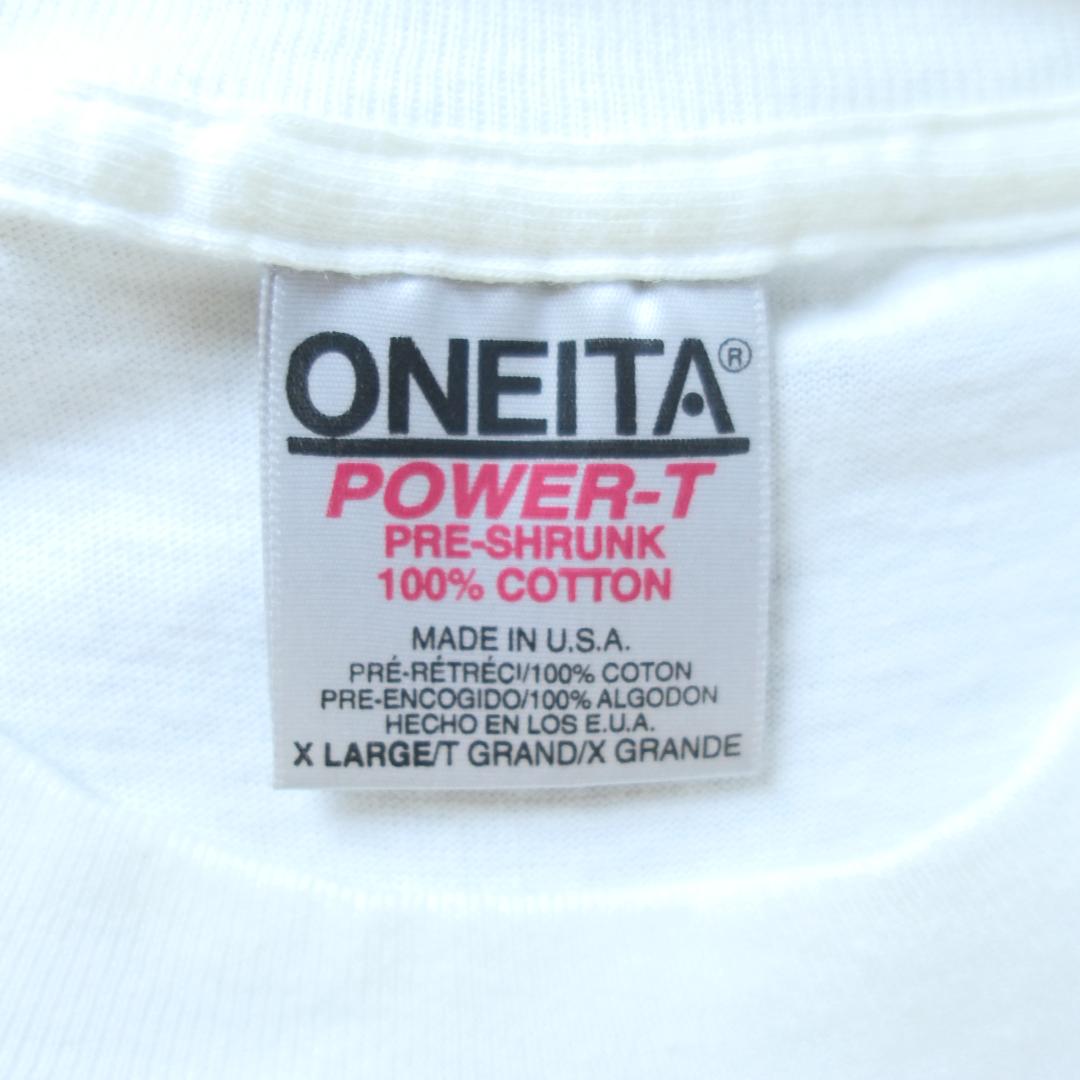 ONEITA®
POWER-T
PRE-SHRUNK
100% COTTON
MADE IN U.S.A.
PRÉ-RÉTRÉCI/100% COTON
PRE-ENCOGIDO/100% ALGODON
HECHO EN LOS E.U.A.
X LARGE/T GRAND/X GRANDE